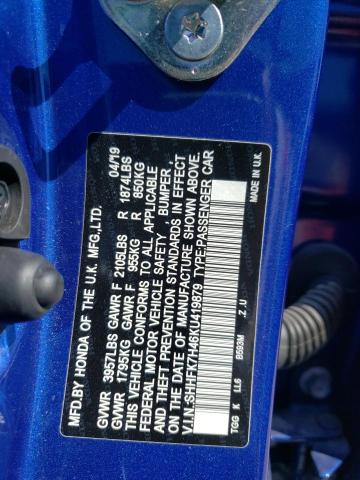 MFD.BY HONDA OF THE U.K. MFG.,LTD. 04/19
GVWR 3957LBS GAWR F 2105LBS R 1874LBS
GVWR 1795KG GAWR F 955KG R 850KG
THIS VEHICLE CONFORMS TO ALL APPLICABLE
FEDERAL MOTOR VEHICLE SAFETY BUMPER,
THEFT PREVENTION STANDARDS IN EFFECT
ON THE DATE OF MANUFACTURE SHOWN ABOVE.
V.I.N.:SHHFK7H46KU419879 TYPE:PASSENGER CAR
TGG K LL6 B593M .Z .U MADE IN U.K.